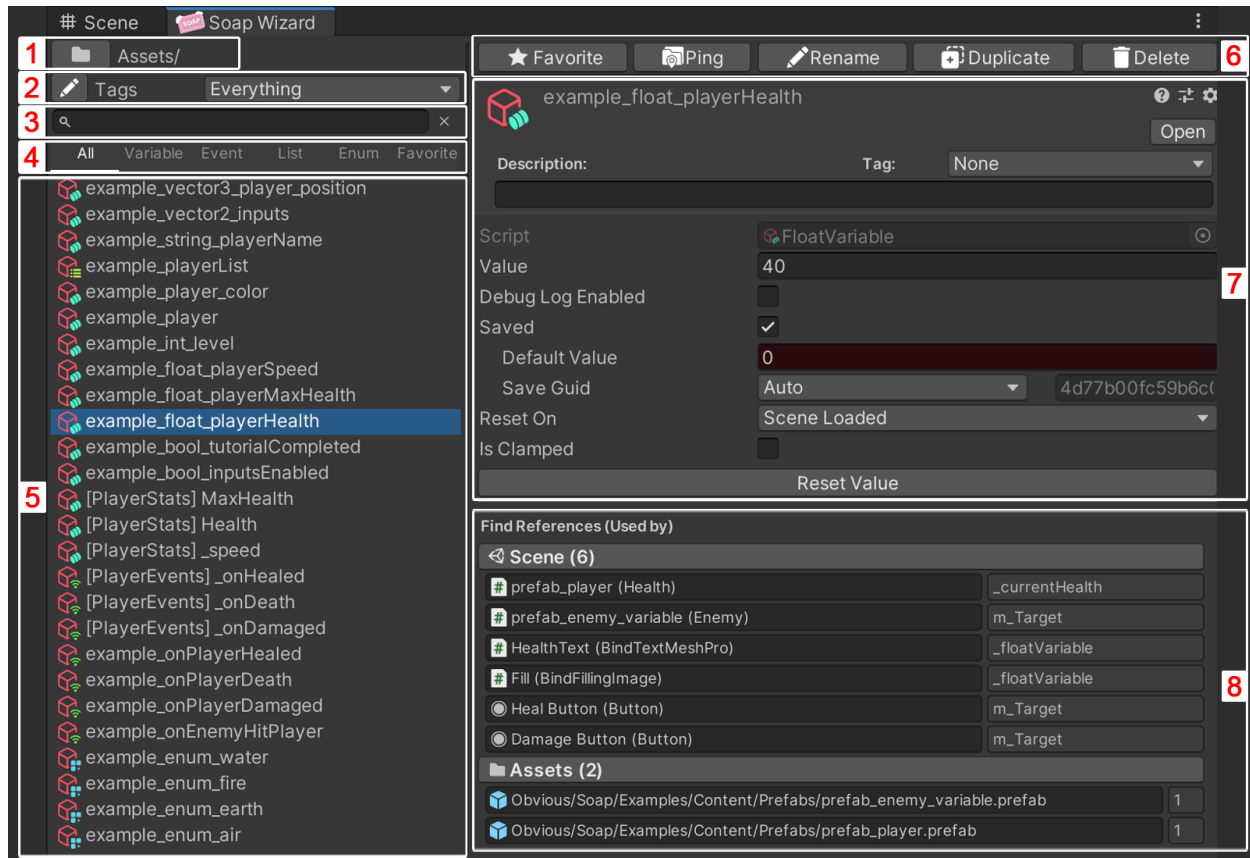 Scene
SOAP Soap Wizard
1
Assets/
2
Tags Everything
3
4
All Variable Event List Enum Favorite
5
example_vector3_player_position
example_vector2_inputs
example_string_playerName
example_playerList
example_player_color
example_player
example_int_level
example_float_playerSpeed
example_float_playerMaxHealth
example_float_playerHealth
example_bool_tutorialCompleted
example_bool_inputsEnabled
[PlayerStats] MaxHealth
[PlayerStats] Health
[PlayerStats] _speed
[PlayerEvents] _onHealed
[PlayerEvents] _onDeath
[PlayerEvents] _onDamaged
example_onPlayerHealed
example_onPlayerDeath
example_onPlayerDamaged
example_onEnemyHitPlayer
example_enum_water
example_enum_fire
example_enum_earth
example_enum_air
Favorite Ping Rename Duplicate Delete
6
example_float_playerHealth
Open
Description: Tag: None
Script FloatVariable
Value 40
7
Debug Log Enabled
Saved
Default Value 0
Save Guid Auto 4d77b00fc59b6c
Reset On Scene Loaded
Is Clamped
Reset Value
Find References (Used by)
Scene (6)
prefab_player (Health) _currentHealth
prefab_enemy_variable (Enemy) m_Target
HealthText (BindTextMeshPro) _floatVariable
Fill (BindFillingImage) _floatVariable
8
Heal Button (Button) m_Target
Damage Button (Button) m_Target
Assets (2)
Obvious/Soap/Examples/Content/Prefabs/prefab_enemy_variable.prefab 1
Obvious/Soap/Examples/Content/Prefabs/prefab_player.prefab 1